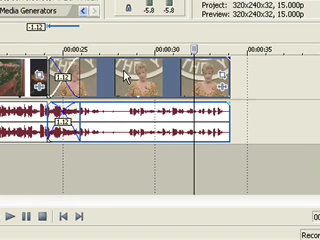 Media Generators
-5.8 -5.8
Project: 320x240x32, 15.000p
Preview: 320x240x32, 15.000p
-1.12
00:00:25 00:00:30 00:00:35
1.12
1.12
00
Recor